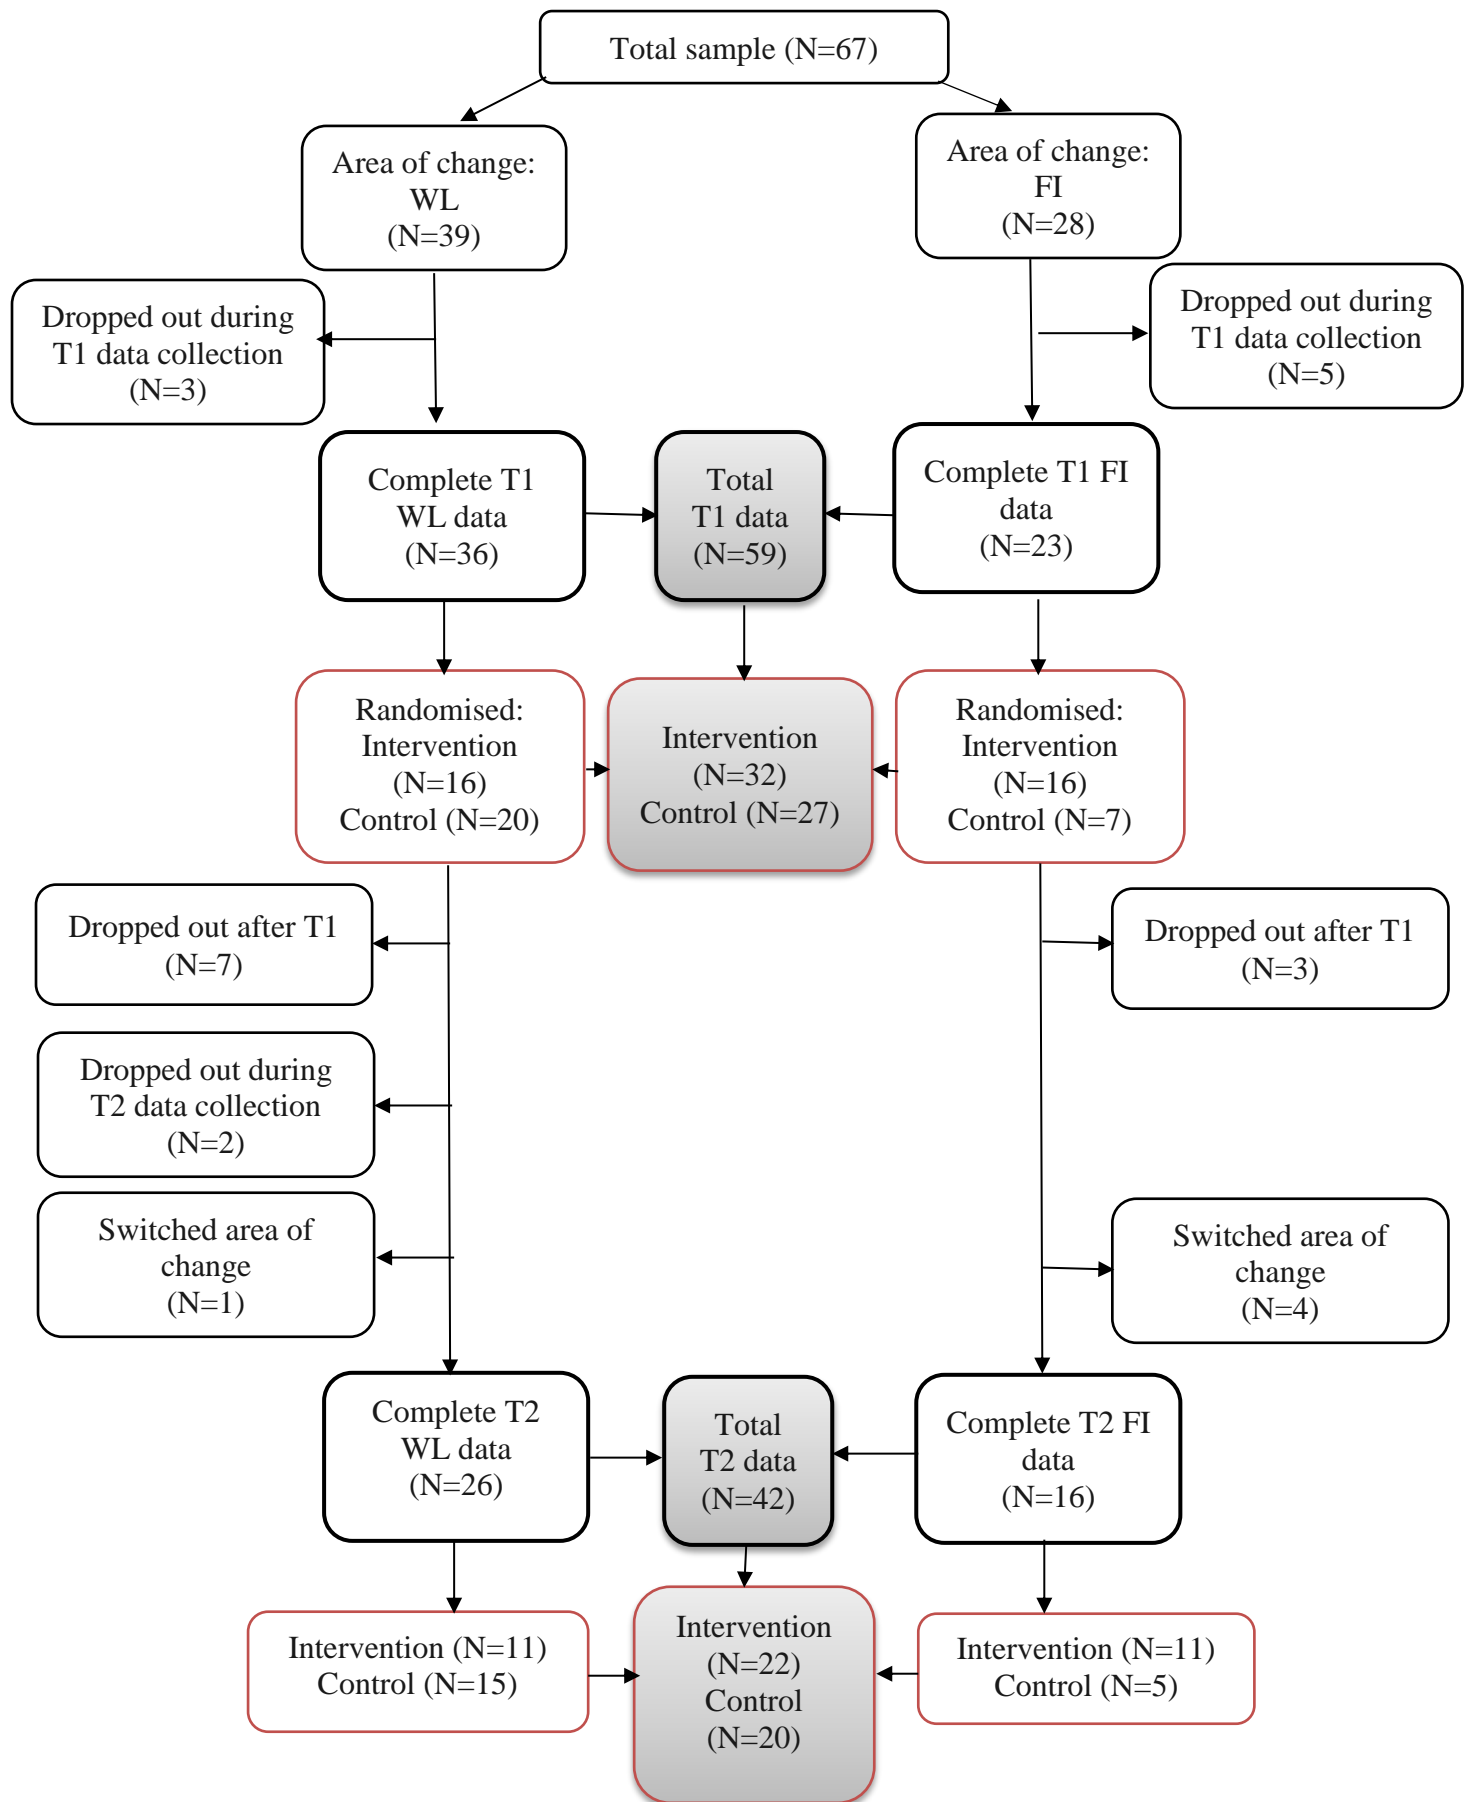 Total sample (N=67)
Area of change:
WL
(N=39)
Area of change:
FI
(N=28)
Dropped out during
T1 data collection
(N=3)
Dropped out during
T1 data collection
(N=5)
Complete T1
WL data
(N=36)
Total
T1 data
(N=59)
Complete T1 FI
data
(N=23)
Randomised:
Intervention
(N=16)
Control (N=20)
Intervention
(N=32)
Control (N=27)
Randomised:
Intervention
(N=16)
Control (N=7)
Dropped out after T1
(N=7)
Dropped out after T1
(N=3)
Dropped out during
T2 data collection
(N=2)
Switched area of
change
(N=1)
Switched area of
change
(N=4)
Complete T2
WL data
(N=26)
Total
T2 data
(N=42)
Complete T2 FI
data
(N=16)
Intervention (N=11)
Control (N=15)
Intervention
(N=22)
Control
(N=20)
Intervention (N=11)
Control (N=5)